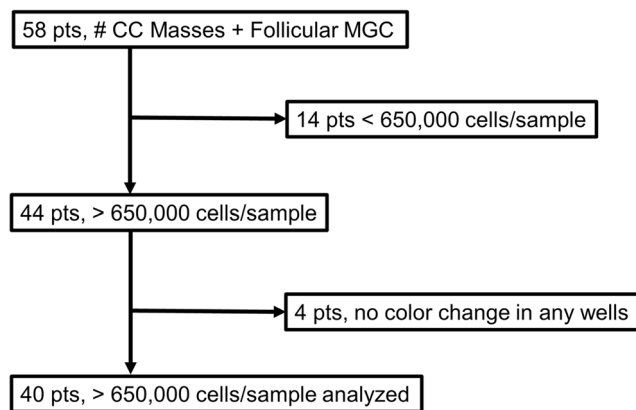 58 pts, # CC Masses + Follicular MGC
14 pts < 650,000 cells/sample
44 pts, > 650,000 cells/sample
4 pts, no color change in any wells
40 pts, > 650,000 cells/sample analyzed